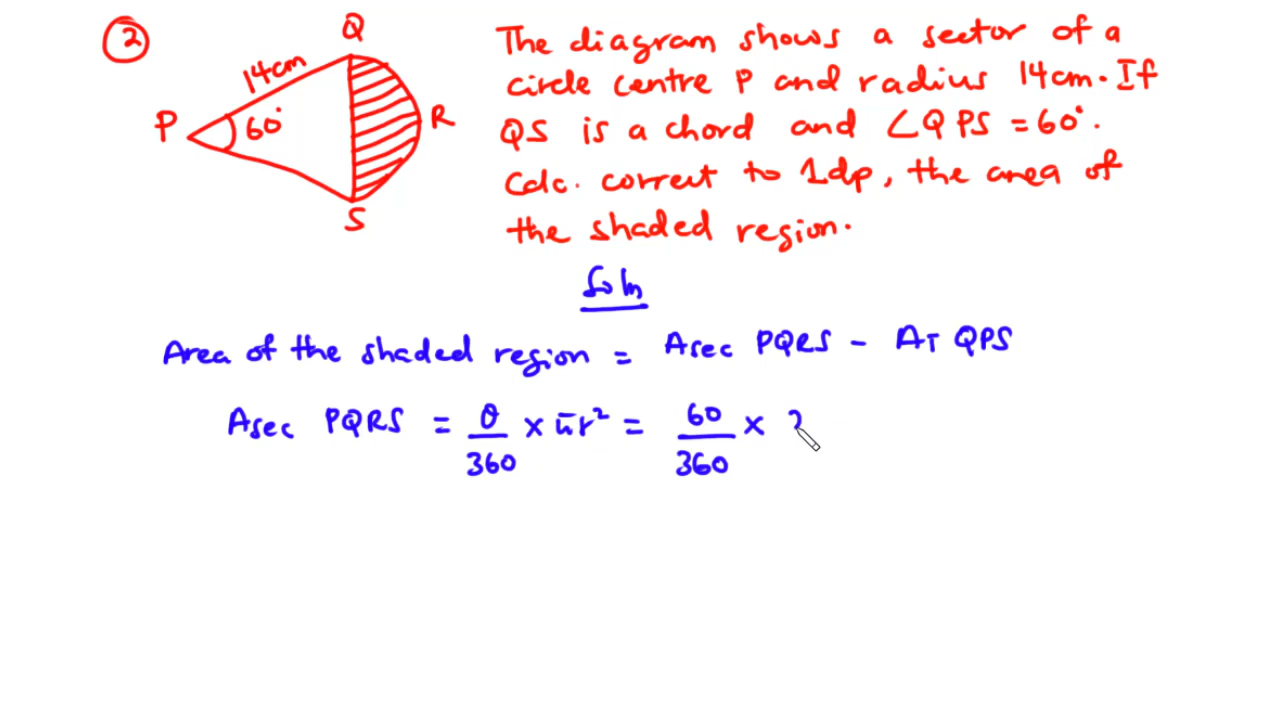 2
Q
14cm
P
60°
R
S
The diagram shows a sector of a
circle centre P and radius 14cm. If
QS is a chord and ∠QPS = 60°.
Calc. correct to 1dp, the area of
the shaded region.
Soln
Area of the shaded region = Asec PQRS - AT QPS
Asec PQRS = θ/360 × πr² = 60/360 × 2